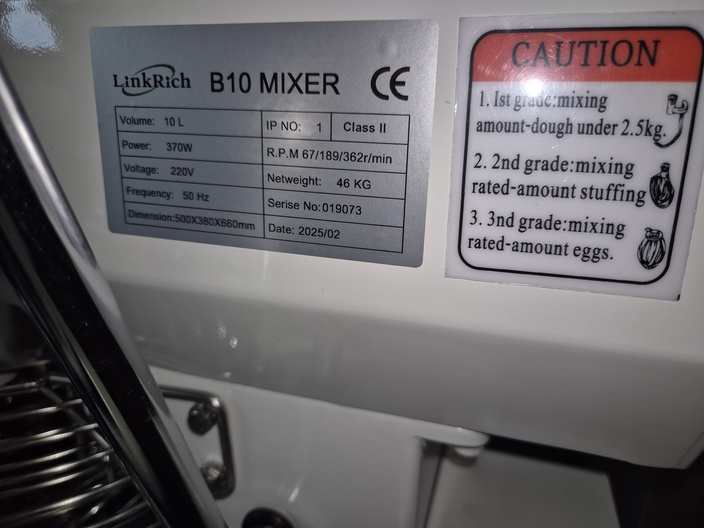 LinkRich B10 MIXER CE
Volume: 10 L
IP NO: 1 Class II
Power: 370W
R.P.M 67/189/362r/min
Voltage: 220V
Netweight: 46 KG
Frequency: 50 Hz
Serise No:019073
Dimension:500X380X660mm
Date: 2025/02
CAUTION
1. Ist grade:mixing
amount-dough under 2.5kg.
2. 2nd grade:mixing
rated-amount stuffing
3. 3nd grade:mixing
rated-amount eggs.